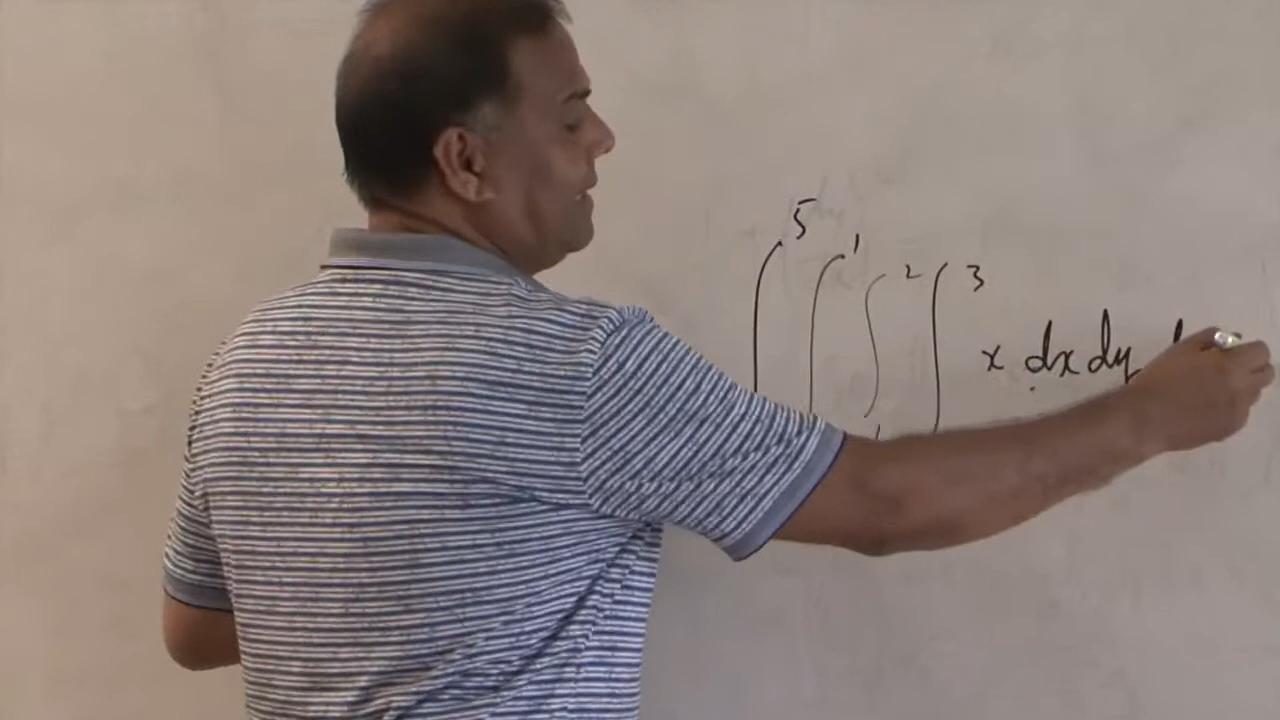 5 1 2 3
∫ ∫ ∫ ∫ x dx dy